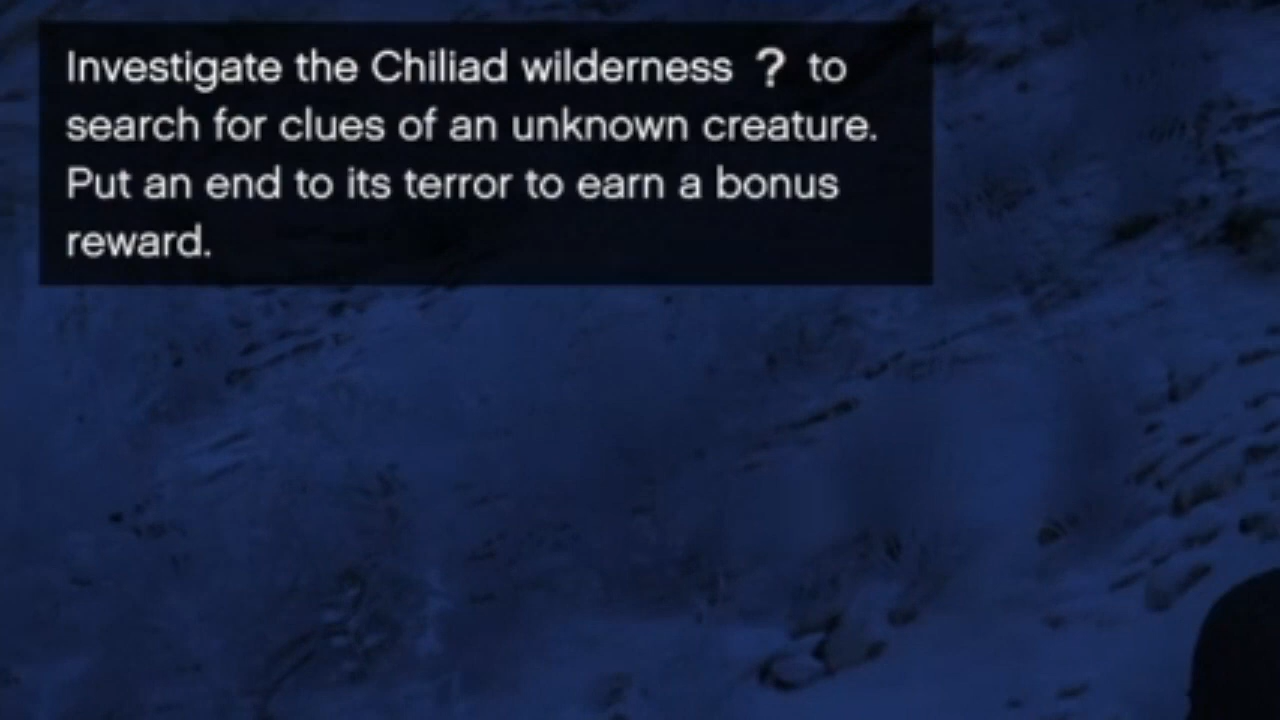 Investigate the Chiliad wilderness ? to
search for clues of an unknown creature.
Put an end to its terror to earn a bonus
reward.